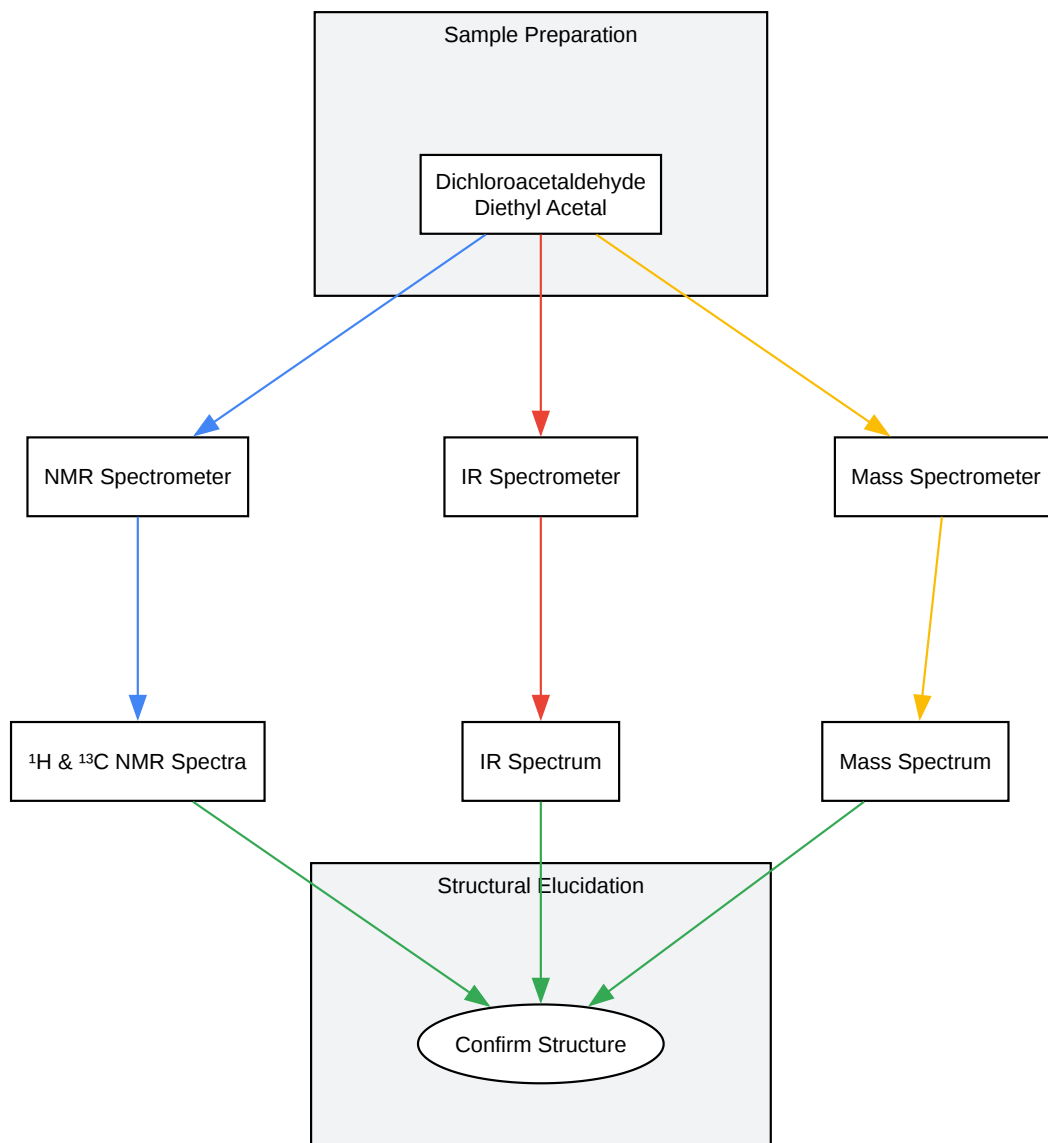 Sample Preparation
Dichloroacetaldehyde
Diethyl Acetal
NMR Spectrometer
IR Spectrometer
Mass Spectrometer
¹H & ¹³C NMR Spectra
IR Spectrum
Mass Spectrum
Structural Elucidation
Confirm Structure